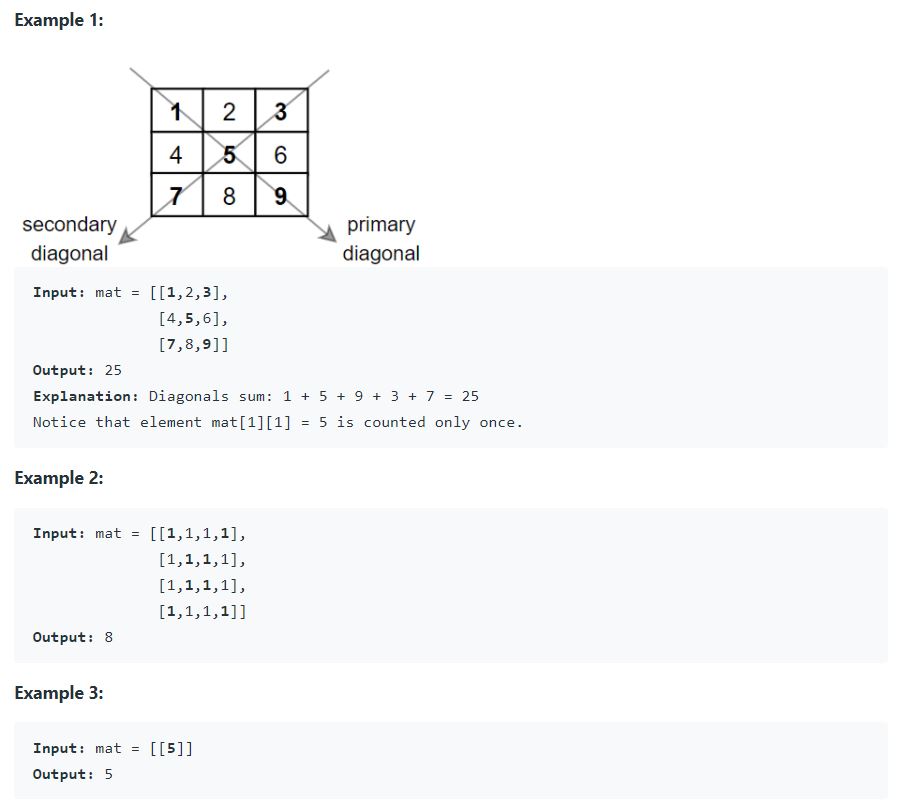 Example 1:
1 2 3
4 5 6
7 8 9
secondary diagonal
primary diagonal
Input: mat = [[1,2,3],
[4,5,6],
[7,8,9]]
Output: 25
Explanation: Diagonals sum: 1 + 5 + 9 + 3 + 7 = 25
Notice that element mat[1][1] = 5 is counted only once.
Example 2:
Input: mat = [[1,1,1,1],
[1,1,1,1],
[1,1,1,1],
[1,1,1,1]]
Output: 8
Example 3:
Input: mat = [[5]]
Output: 5